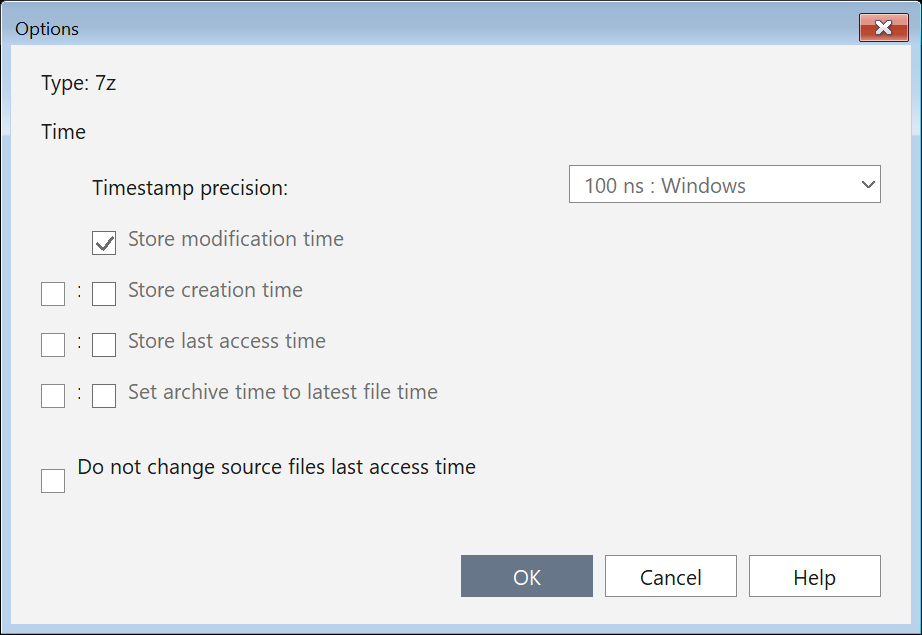 Options
Type: 7z
Time
Timestamp precision:
100 ns : Windows
Store modification time
: Store creation time
: Store last access time
: Set archive time to latest file time
Do not change source files last access time
OK
Cancel
Help